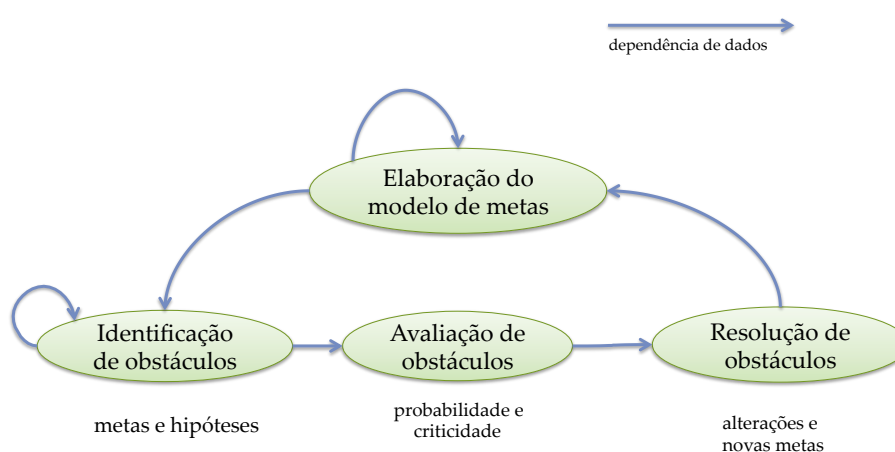 dependência de dados
Elaboração do
modelo de metas
Identificação
de obstáculos
Avaliação de
obstáculos
Resolução de
obstáculos
metas e hipóteses
probabilidade e
criticidade
alterações e
novas metas